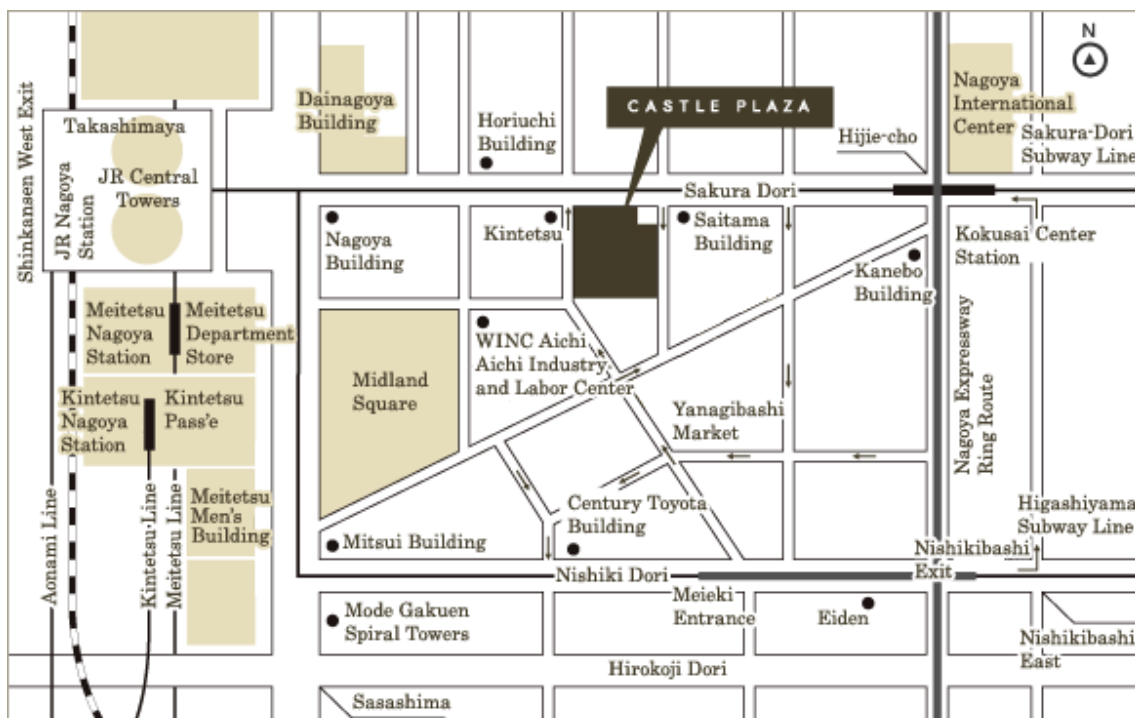 N
Shinkansen West Exit
Takashimaya
JR Central
Towers
JR Nagoya
Station
Dainagoya
Building
Horiuchi
Building
CASTLE PLAZA
Hijie-cho
Nagoya
International
Center
Sakura-Dori
Subway Line
Sakura Dori
Nagoya
Building
Kintetsu
Saitama
Building
Kanebo
Building
Kokusai Center
Station
Meitetsu
Nagoya
Station
Meitetsu
Department
Store
Midland
Square
WINC Aichi
Aichi Industry
and Labor Center
Kintetsu
Nagoya
Station
Kintetsu
Pass'e
Yanagibashi
Market
Nagoya Expressway
Ring Route
Meitetsu
Men's
Building
Century Toyota
Building
Mitsui Building
Higashiyama
Subway Line
Nishikibashi
Exit
Aonami Line
Kintetsu-Line
Meitetsu Line
Nishiki Dori
Meieki
Entrance
Mode Gakuen
Spiral Towers
Eiden
Nishikibashi
East
Hirokoji Dori
Sasashima